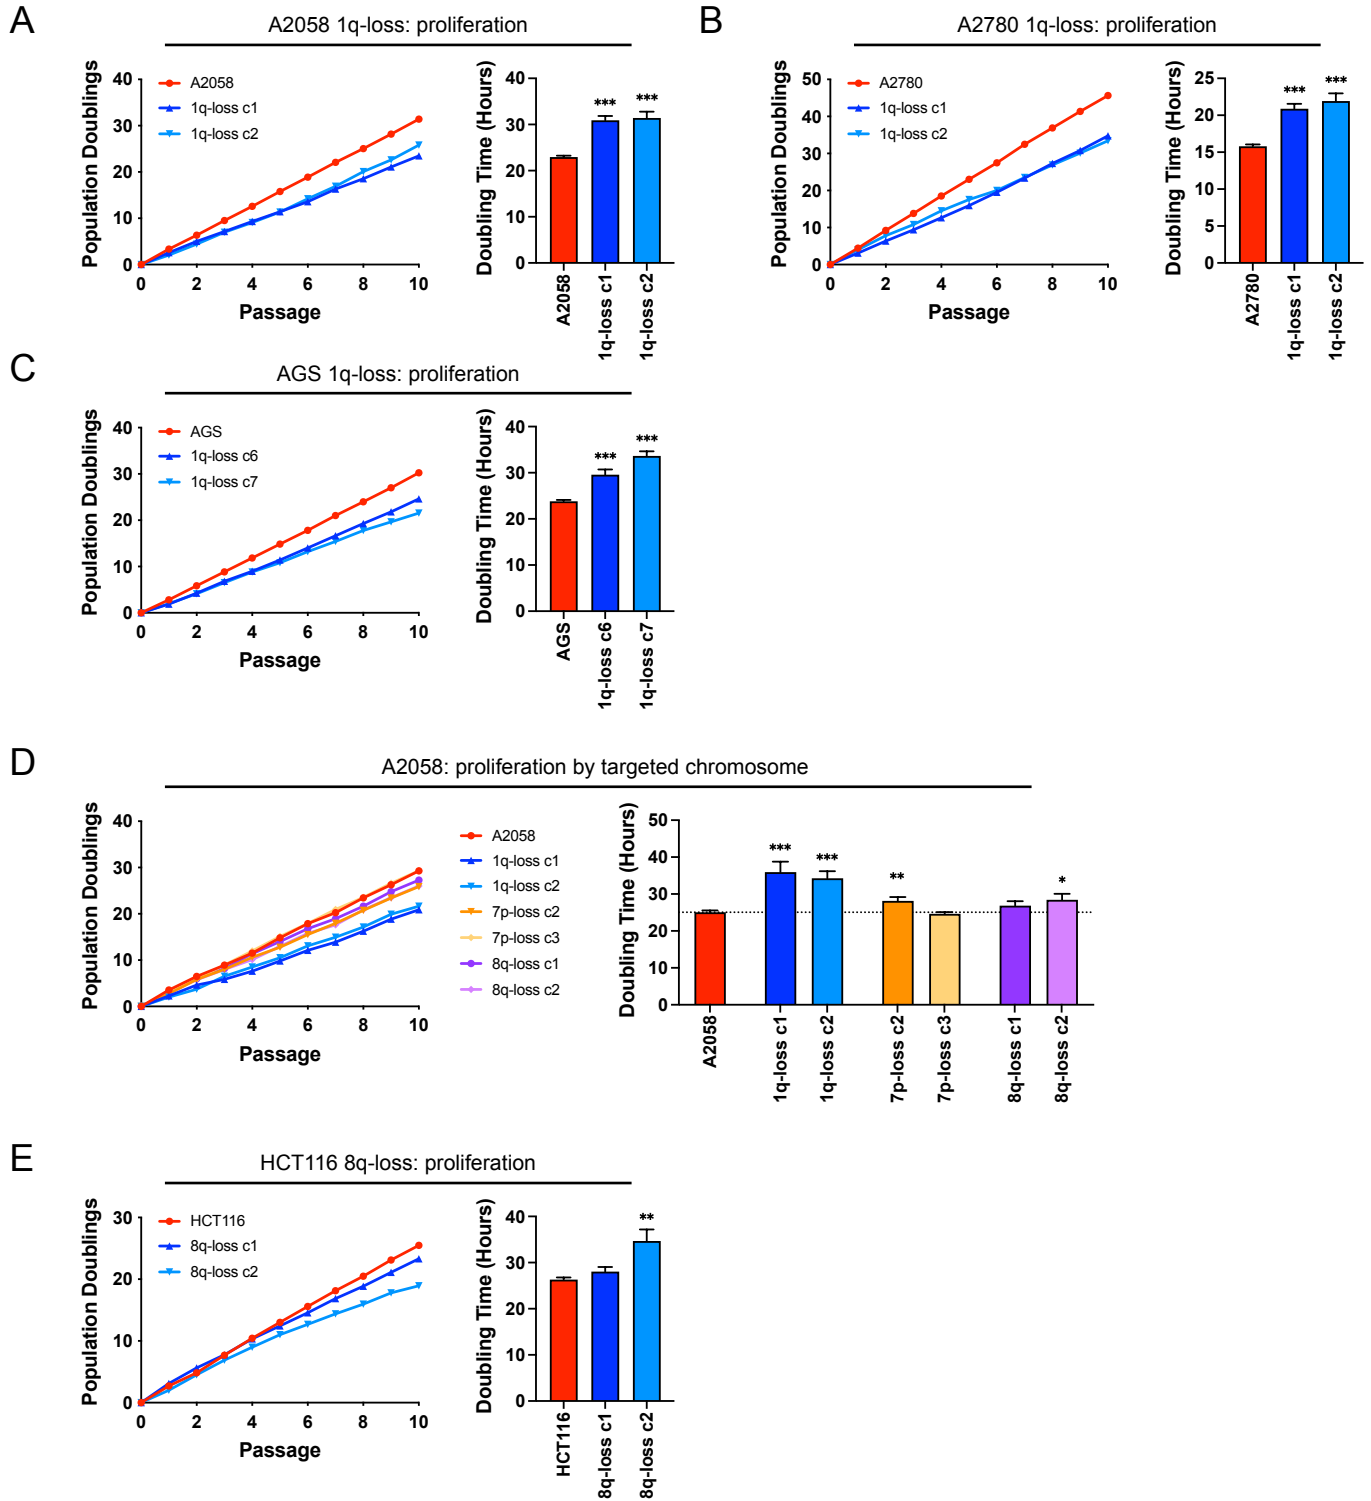 A
A2058 1q-loss: proliferation
Population Doublings
40
30
20
10
0
A2058
1q-loss c1
1q-loss c2
0 2 4 6 8 10
Passage
Doubling Time (Hours)
40
30
20
10
0
*** ***
A2058
1q-loss c1
1q-loss c2
B
A2780 1q-loss: proliferation
Population Doublings
50
40
30
20
10
0
A2780
1q-loss c1
1q-loss c2
0 2 4 6 8 10
Passage
Doubling Time (Hours)
25
20
15
10
5
0
*** ***
A2780
1q-loss c1
1q-loss c2
C
AGS 1q-loss: proliferation
Population Doublings
40
30
20
10
0
AGS
1q-loss c6
1q-loss c7
0 2 4 6 8 10
Passage
Doubling Time (Hours)
40
30
20
10
0
*** ***
AGS
1q-loss c6
1q-loss c7
D
A2058: proliferation by targeted chromosome
Population Doublings
40
30
20
10
0
0 2 4 6 8 10
Passage
A2058
1q-loss c1
1q-loss c2
7p-loss c2
7p-loss c3
8q-loss c1
8q-loss c2
Doubling Time (Hours)
50
40
30
20
10
0
*** *** ** *
A2058
1q-loss c1
1q-loss c2
7p-loss c2
7p-loss c3
8q-loss c1
8q-loss c2
E
HCT116 8q-loss: proliferation
Population Doublings
30
20
10
0
HCT116
8q-loss c1
8q-loss c2
0 2 4 6 8 10
Passage
Doubling Time (Hours)
40
30
20
10
0
**
HCT116
8q-loss c1
8q-loss c2